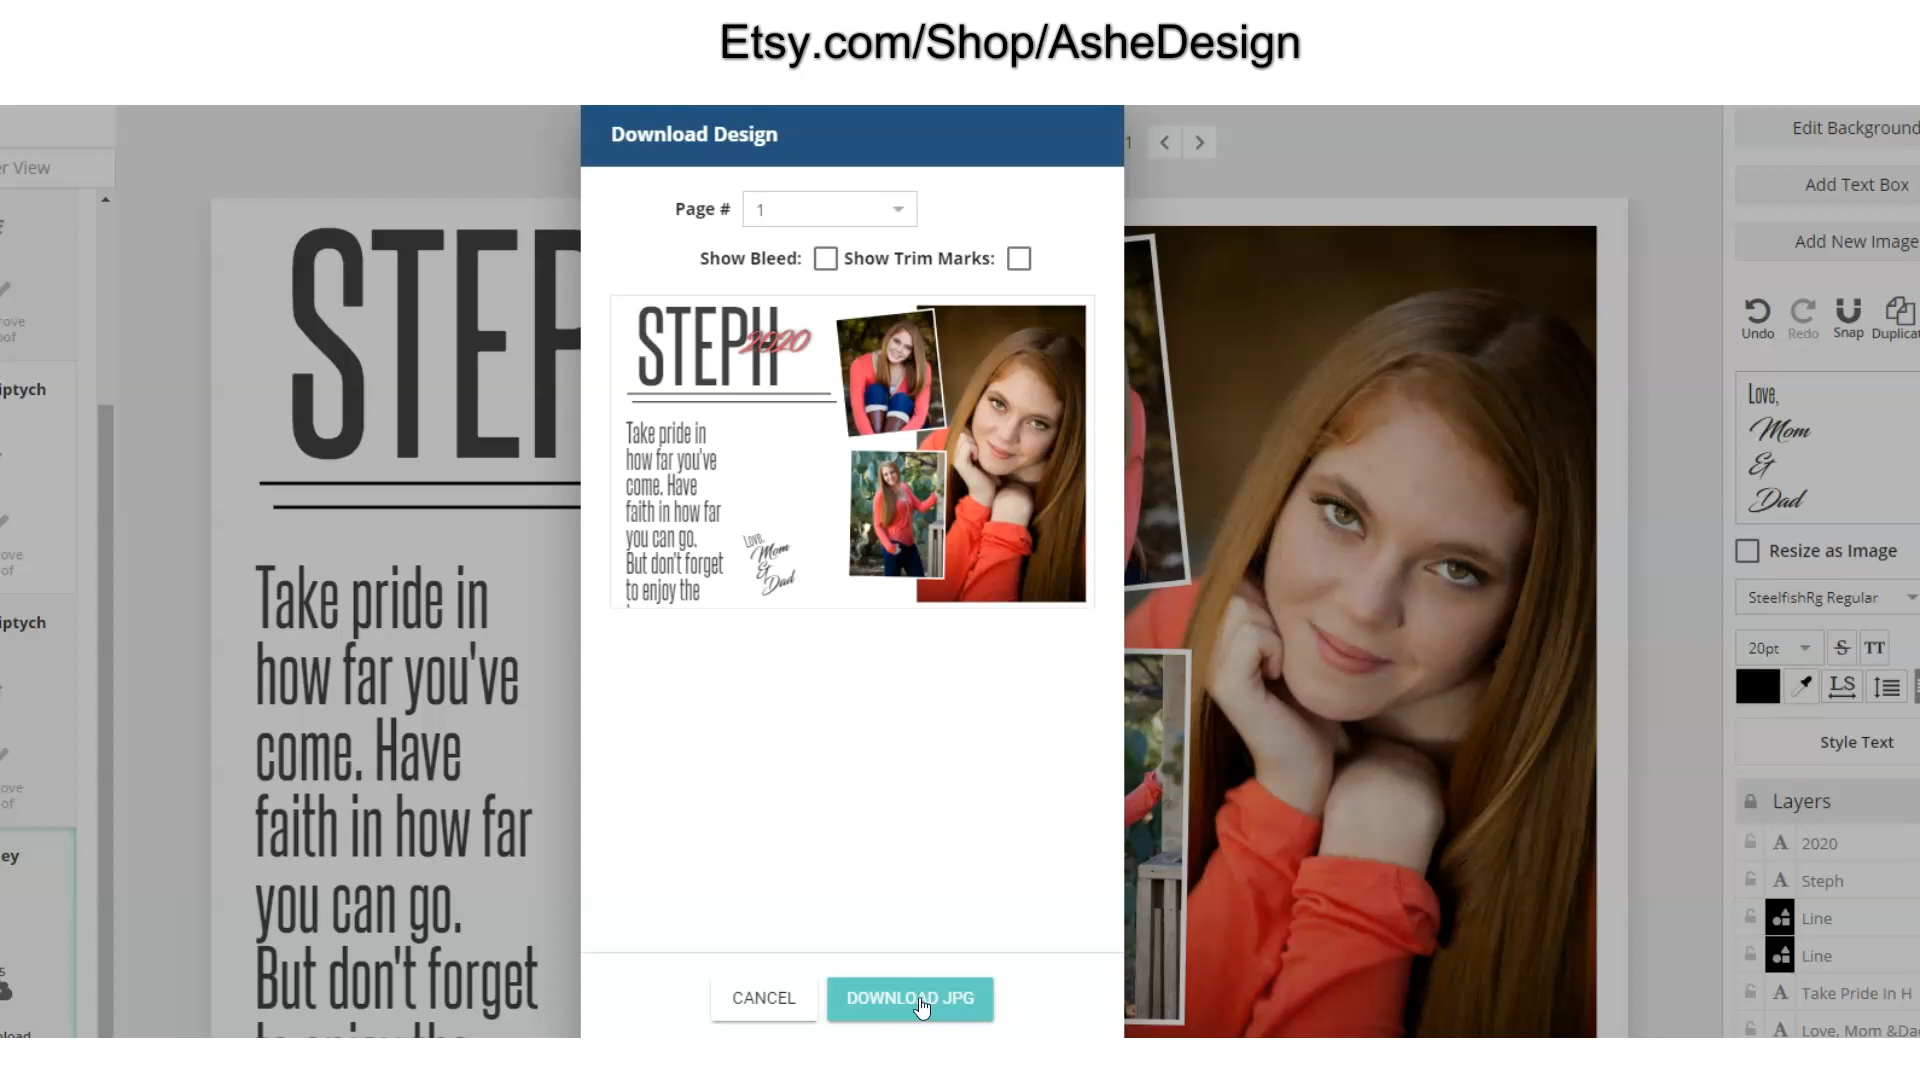 Etsy.com/Shop/AsheDesign
Download Design
Page # 1
Show Bleed: Show Trim Marks:
STEPH
2020
Take pride in
how far you've
come. Have
faith in how far
you can go.
But don't forget
to enjoy the
Love,
Mom
&
Dad
CANCEL
DOWNLOAD JPG
er View
iptych
iptych
ey
STEP
Take pride in
how far you've
come. Have
faith in how far
you can go.
But don't forget
to enjoy the
1
Edit Background
Add Text Box
Add New Image
Undo Redo Snap Duplicat
Love,
Mom
&
Dad
Resize as Image
SteelfishRg Regular
20pt S TT
LS
Style Text
Layers
A 2020
A Steph
Line
Line
A Take Pride In H
A Love, Mom &Da